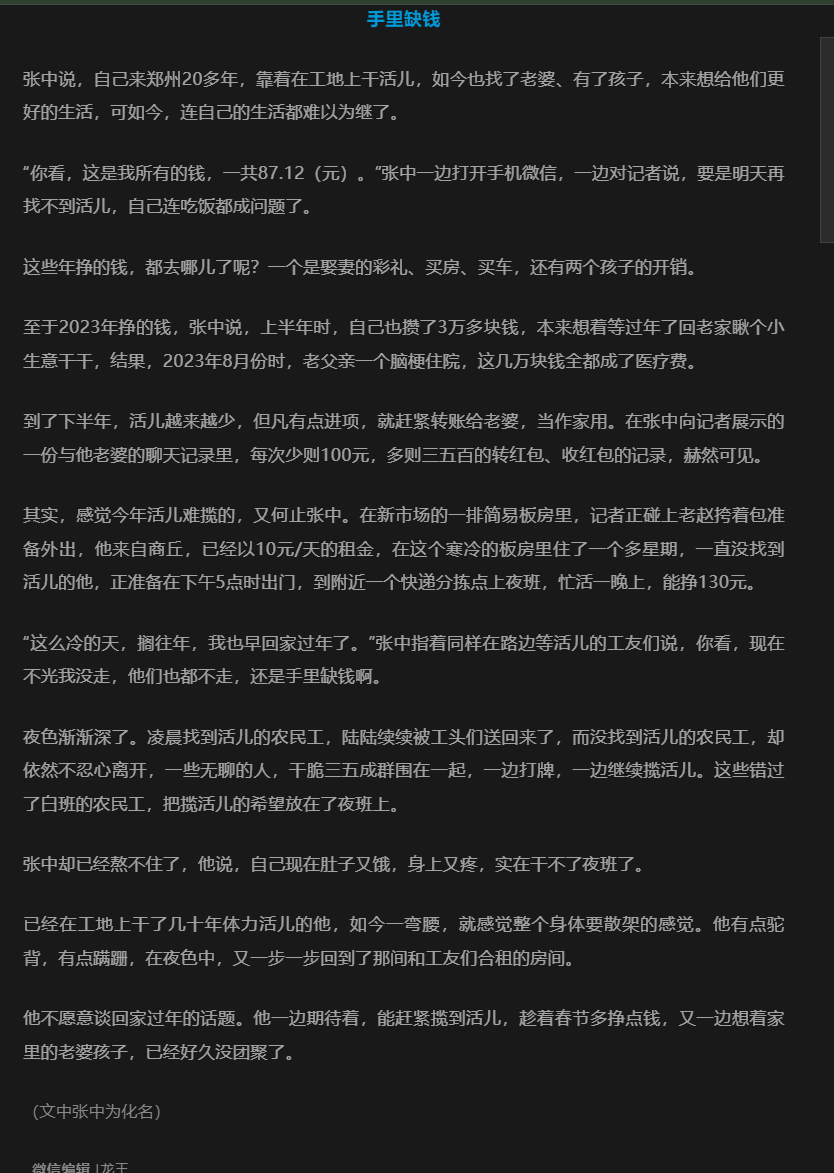 手里缺钱
张中说，自己来郑州20多年，靠着在工地上干活儿，如今也找了老婆、有了孩子，本来想给他们更
好的生活，可如今，连自己的生活都难以为继了。
“你看，这是我所有的钱，一共87.12（元）。”张中一边打开手机微信，一边对记者说，要是明天再
找不到活儿，自己连吃饭都成问题了。
这些年挣的钱，都去哪儿了呢？一个是娶妻的彩礼、买房、买车，还有两个孩子的开销。
至于2023年挣的钱，张中说，上半年时，自己也攒了3万多块钱，本来想着等过年了回老家瞅个小
生意干干，结果，2023年8月份时，老父亲一个脑梗住院，这几万块钱全都成了医疗费。
到了下半年，活儿越来越少，但凡有点进项，就赶紧转账给老婆，当作家用。在张中向记者展示的
一份与他老婆的聊天记录里，每次少则100元，多则三五百的转红包、收红包的记录，赫然可见。
其实，感觉今年活儿难揽的，又何止张中。在新市场的一排简易板房里，记者正碰上老赵挎着包准
备外出，他来自商丘，已经以10元/天的租金，在这个寒冷的板房里住了一个多星期，一直没找到
活儿的他，正准备在下午5点时出门，到附近一个快递分拣点上夜班，忙活一晚上，能挣130元。
“这么冷的天，搁往年，我也早回家过年了。”张中指着同样在路边等活儿的工友们说，你看，现在
不光我没走，他们也都不走，还是手里缺钱啊。
夜色渐渐深了。凌晨找到活儿的农民工，陆陆续续被工头们送回来了，而没找到活儿的农民工，却
依然不忍心离开，一些无聊的人，干脆三五成群围在一起，一边打牌，一边继续揽活儿。这些错过
了白班的农民工，把揽活儿的希望放在了夜班上。
张中却已经熬不住了，他说，自己现在肚子又饿，身上又疼，实在干不了夜班了。
已经在工地上干了几十年体力活儿的他，如今一弯腰，就感觉整个身体要散架的感觉。他有点驼
背，有点蹒跚，在夜色中，又一步一步回到了那间和工友们合租的房间。
他不愿意谈回家过年的话题。他一边期待着，能赶紧揽到活儿，趁着春节多挣点钱，又一边想着家
里的老婆孩子，已经好久没团聚了。
（文中张中为化名）
微信编辑 | 龙王